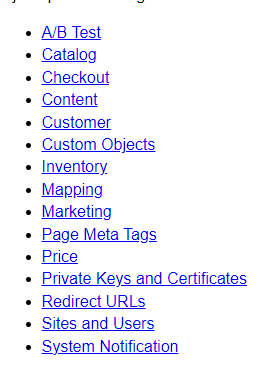 A/B Test
Catalog
Checkout
Content
Customer
Custom Objects
Inventory
Mapping
Marketing
Page Meta Tags
Price
Private Keys and Certificates
Redirect URLs
Sites and Users
System Notification